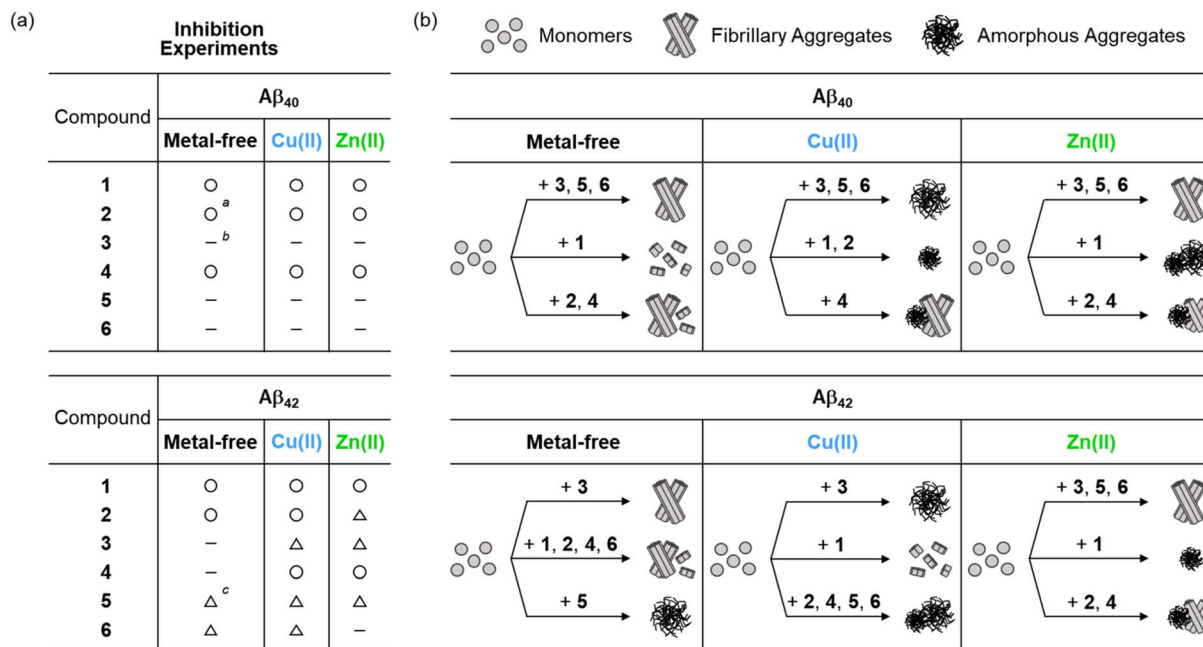 (a)
Inhibition
Experiments
Compound
Aβ40
Metal-free Cu(II) Zn(II)
1 ○ ○ ○
2 ○ a ○ ○
3 – b – –
4 ○ ○ ○
5 – – –
6 – – –
Compound
Aβ42
Metal-free Cu(II) Zn(II)
1 ○ ○ ○
2 ○ ○ △
3 – △ △
4 – ○ ○
5 △ c △ △
6 △ △ –
(b)
Monomers Fibrillary Aggregates Amorphous Aggregates
Aβ40
Metal-free Cu(II) Zn(II)
+ 3, 5, 6 + 3, 5, 6 + 3, 5, 6
+ 1 + 1, 2 + 1
+ 2, 4 + 4 + 2, 4
Aβ42
Metal-free Cu(II) Zn(II)
+ 3 + 3 + 3, 5, 6
+ 1, 2, 4, 6 + 1 + 1
+ 5 + 2, 4, 5, 6 + 2, 4